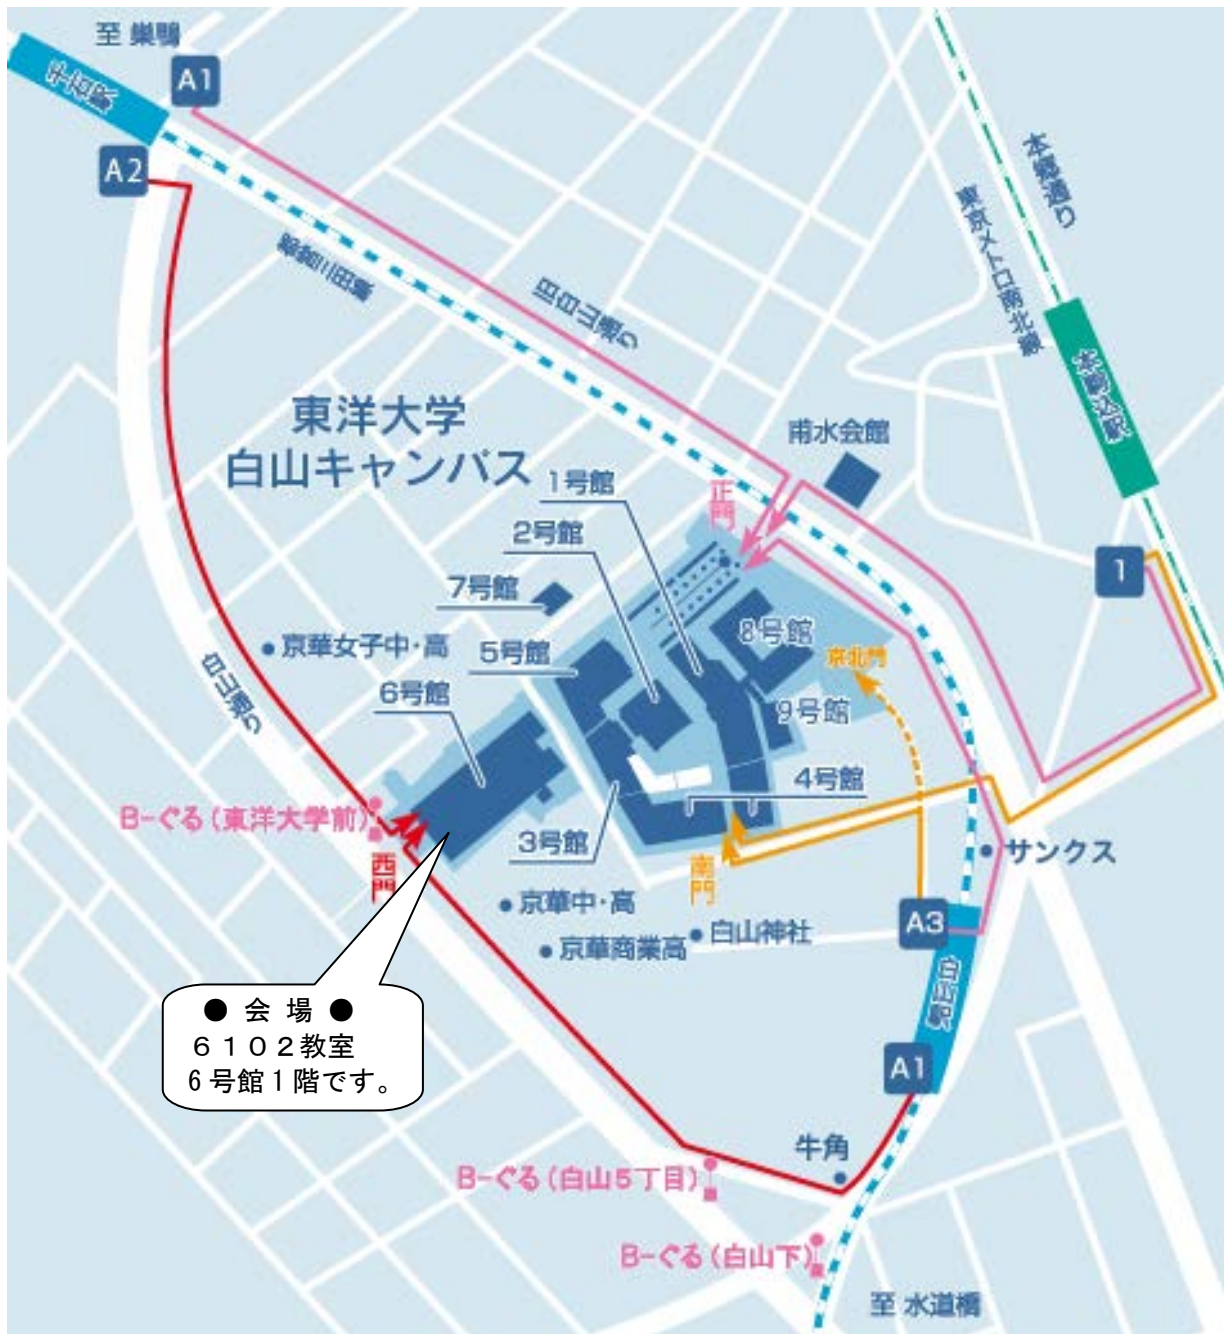 至 巣鴨
A1
千石駅
A2
本郷通り
東京メトロ南北線
都営三田線
旧白山通り
本駒込駅
東洋大学
白山キャンパス
甫水会館
1号館
正門
2号館
7号館
1
8号館
京華女子中・高
5号館
京北門
6号館
9号館
白山通り
4号館
B-ぐる(東洋大学前)
3号館
サンクス
西門
南門
京華中・高
A3
白山神社
京華商業高
白山駅
● 会 場 ●
6102教室
6号館1階です。
A1
牛角
B-ぐる(白山5丁目)
B-ぐる(白山下)
至 水道橋